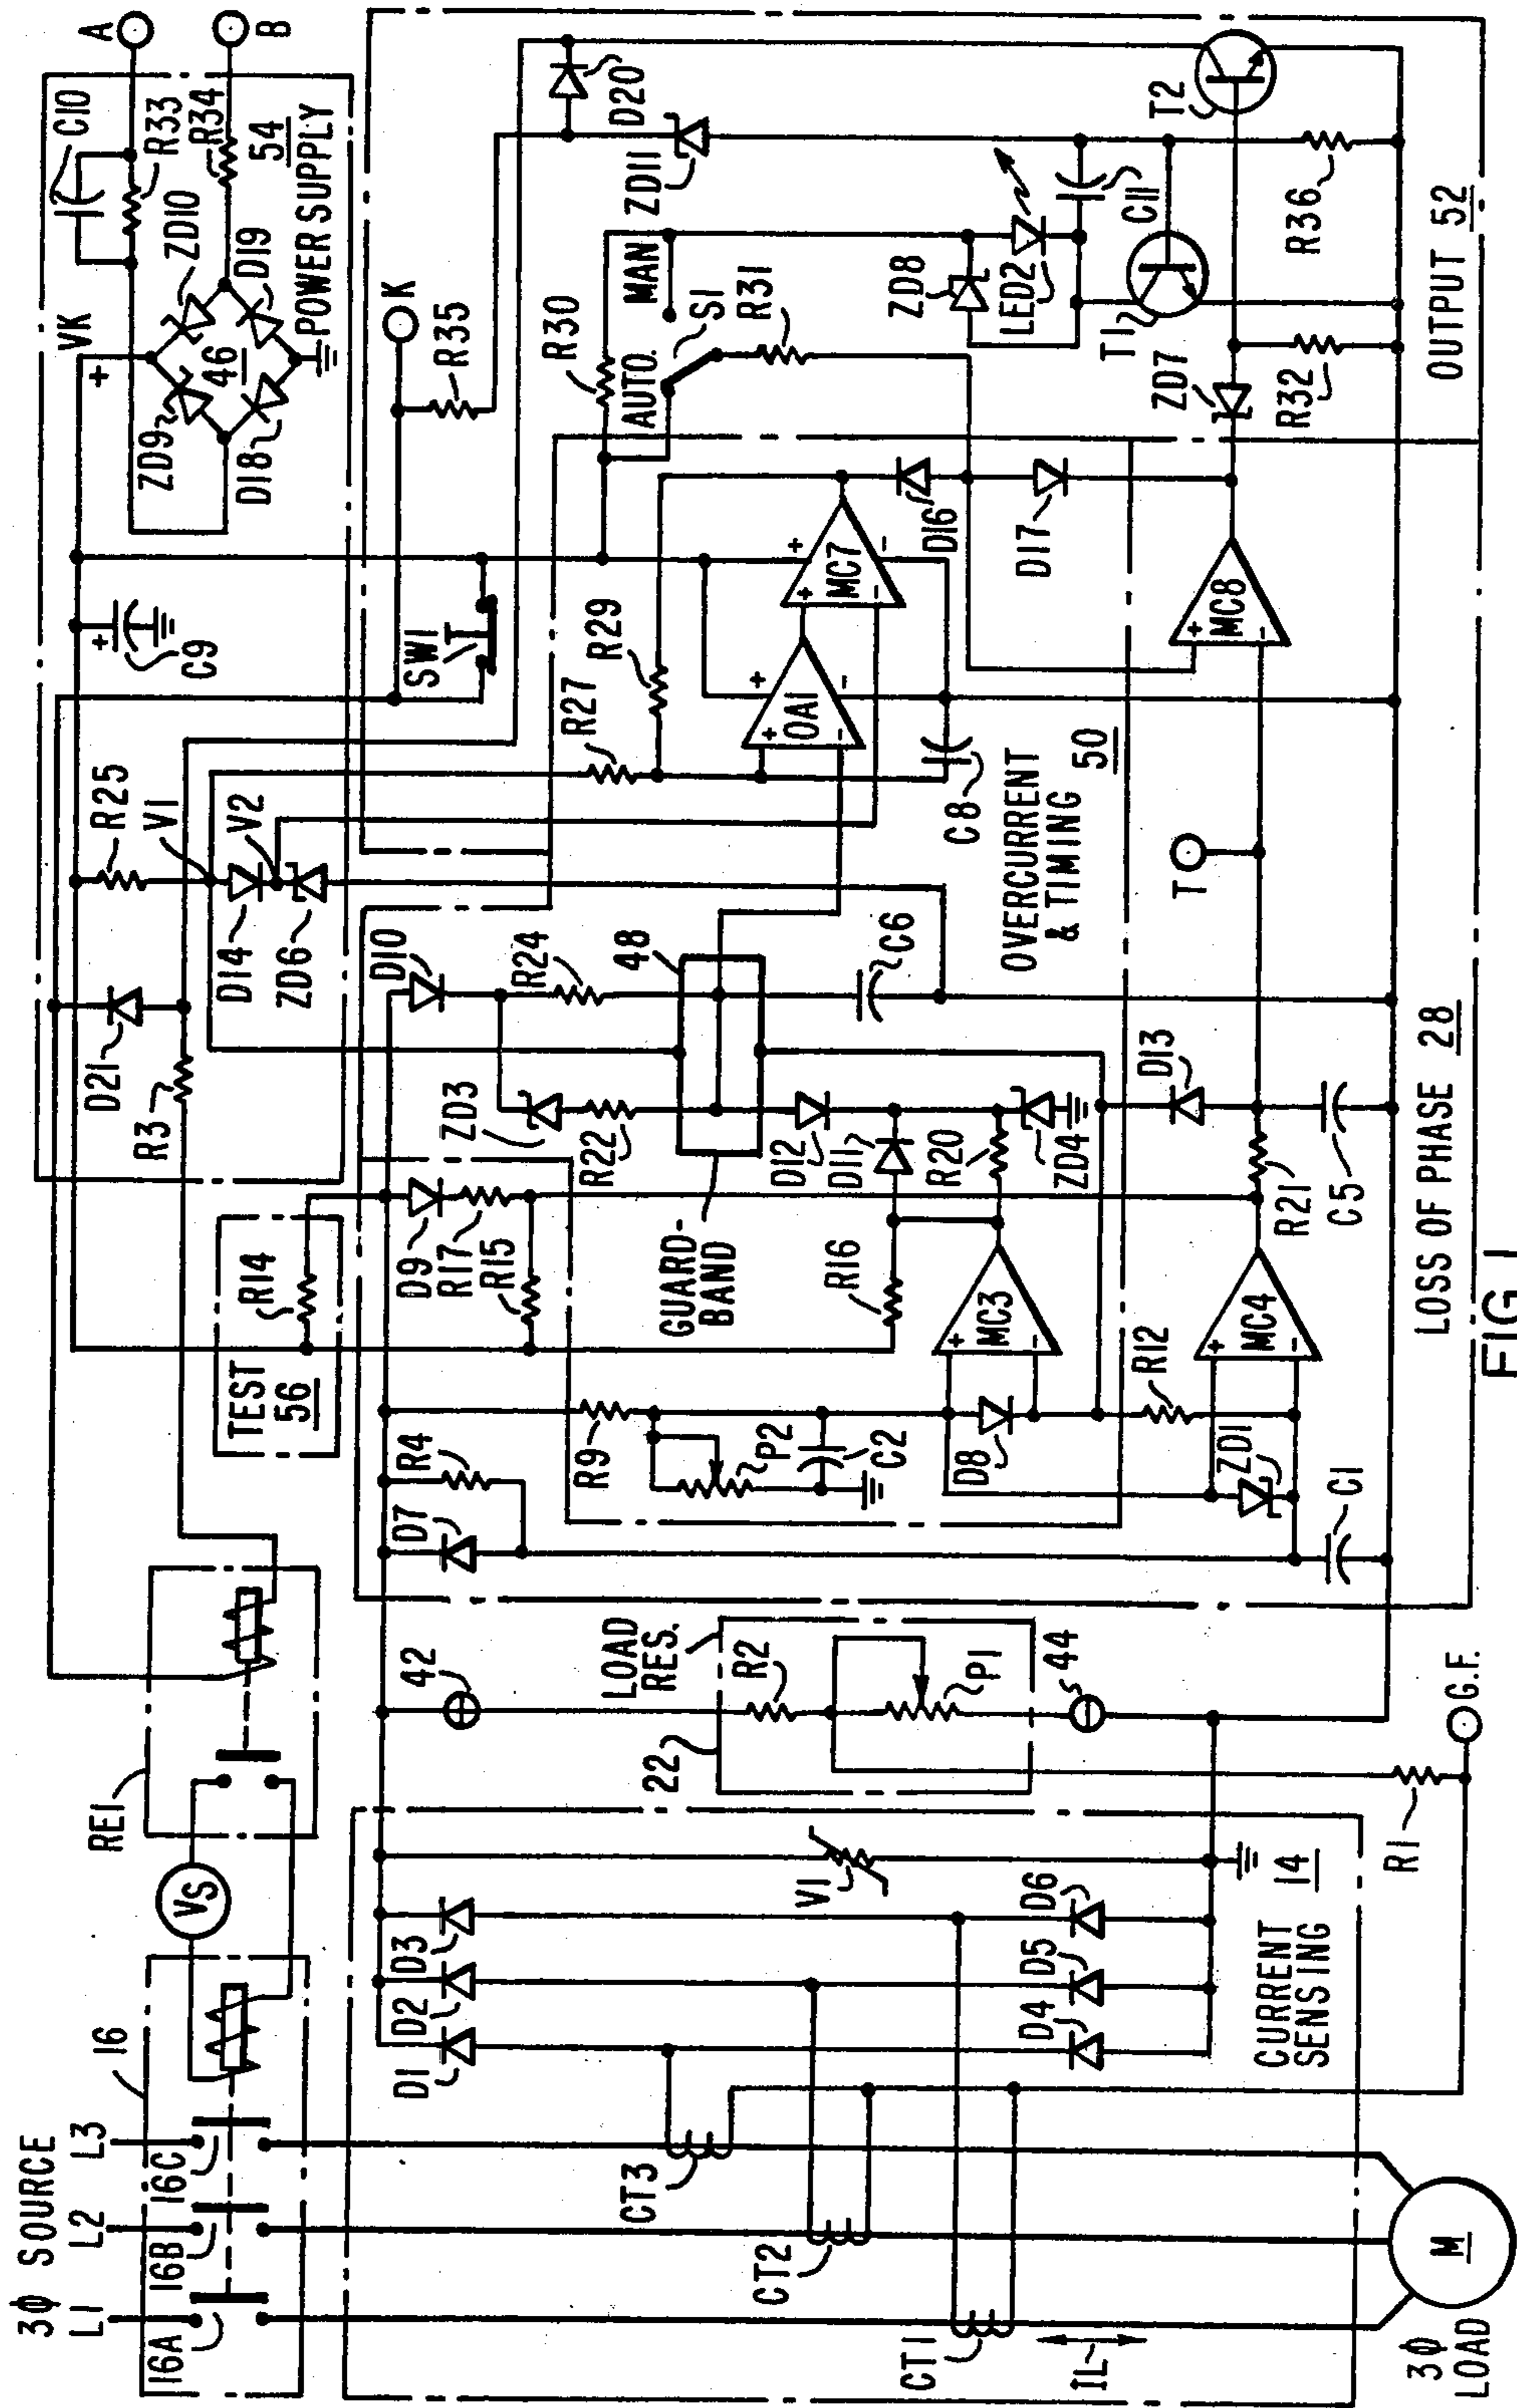 3Φ SOURCE
L1
L2
L3
16
16A
16B
16C
VS
RE1
TEST
56
R14
R3
D21
R25
V1
D14
V2
ZD6
C9
+
VK
+
ZD9
46
ZD10
D18
D19
C10
R33
R34
54
POWER SUPPLY
A
B
K
R35
SW1
D1
D2
D3
42
D7
R4
R9
P2
C2
D9
R17
R15
GUARD-
BAND
48
ZD3
R22
D10
R24
R27
R29
R30
AUTO.
MAN
S1
R31
ZD11
D20
CT3
CT2
CT1
IL
V1
22
LOAD
RES.
R2
P1
44
D8
R16
MC3
+
-
D12
D11
R20
ZD4
C6
OVERCURRENT
& TIMING
50
C8
OA1
+
-
+
-
MC7
+
-
+
-
D16
D17
ZD8
LED2
C11
T1
T2
D4
D5
D6
CURRENT
SENSING
14
R1
G.F.
C1
ZD1
R12
MC4
+
-
R21
C5
D13
T
MC8
+
-
ZD7
R32
R36
OUTPUT 52
LOSS OF PHASE 28
M
3Φ
LOAD
FIG. 1